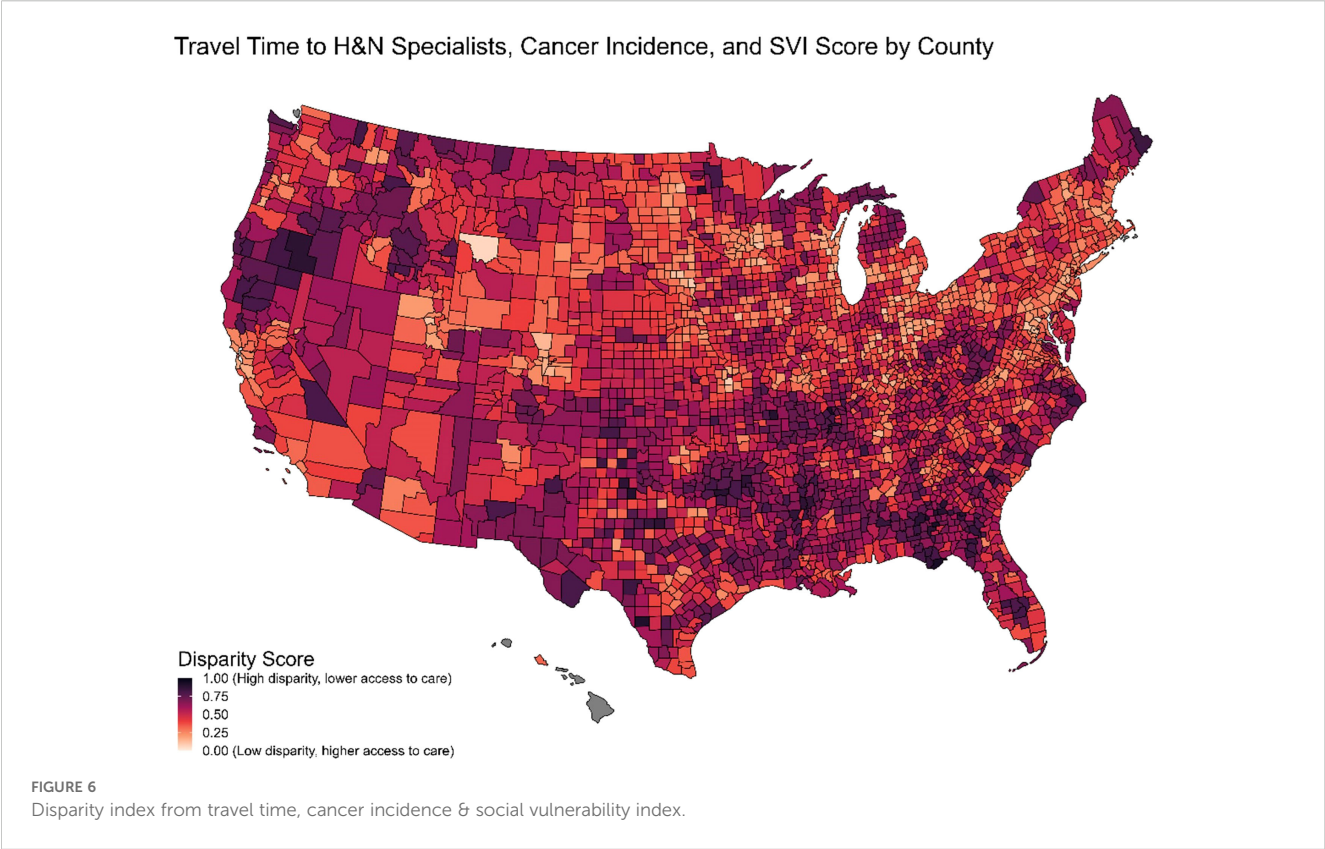 Travel Time to H&N Specialists, Cancer Incidence, and SVI Score by County
Disparity Score
1.00 (High disparity, lower access to care)
0.75
0.50
0.25
0.00 (Low disparity, higher access to care)
FIGURE 6
Disparity index from travel time, cancer incidence & social vulnerability index.